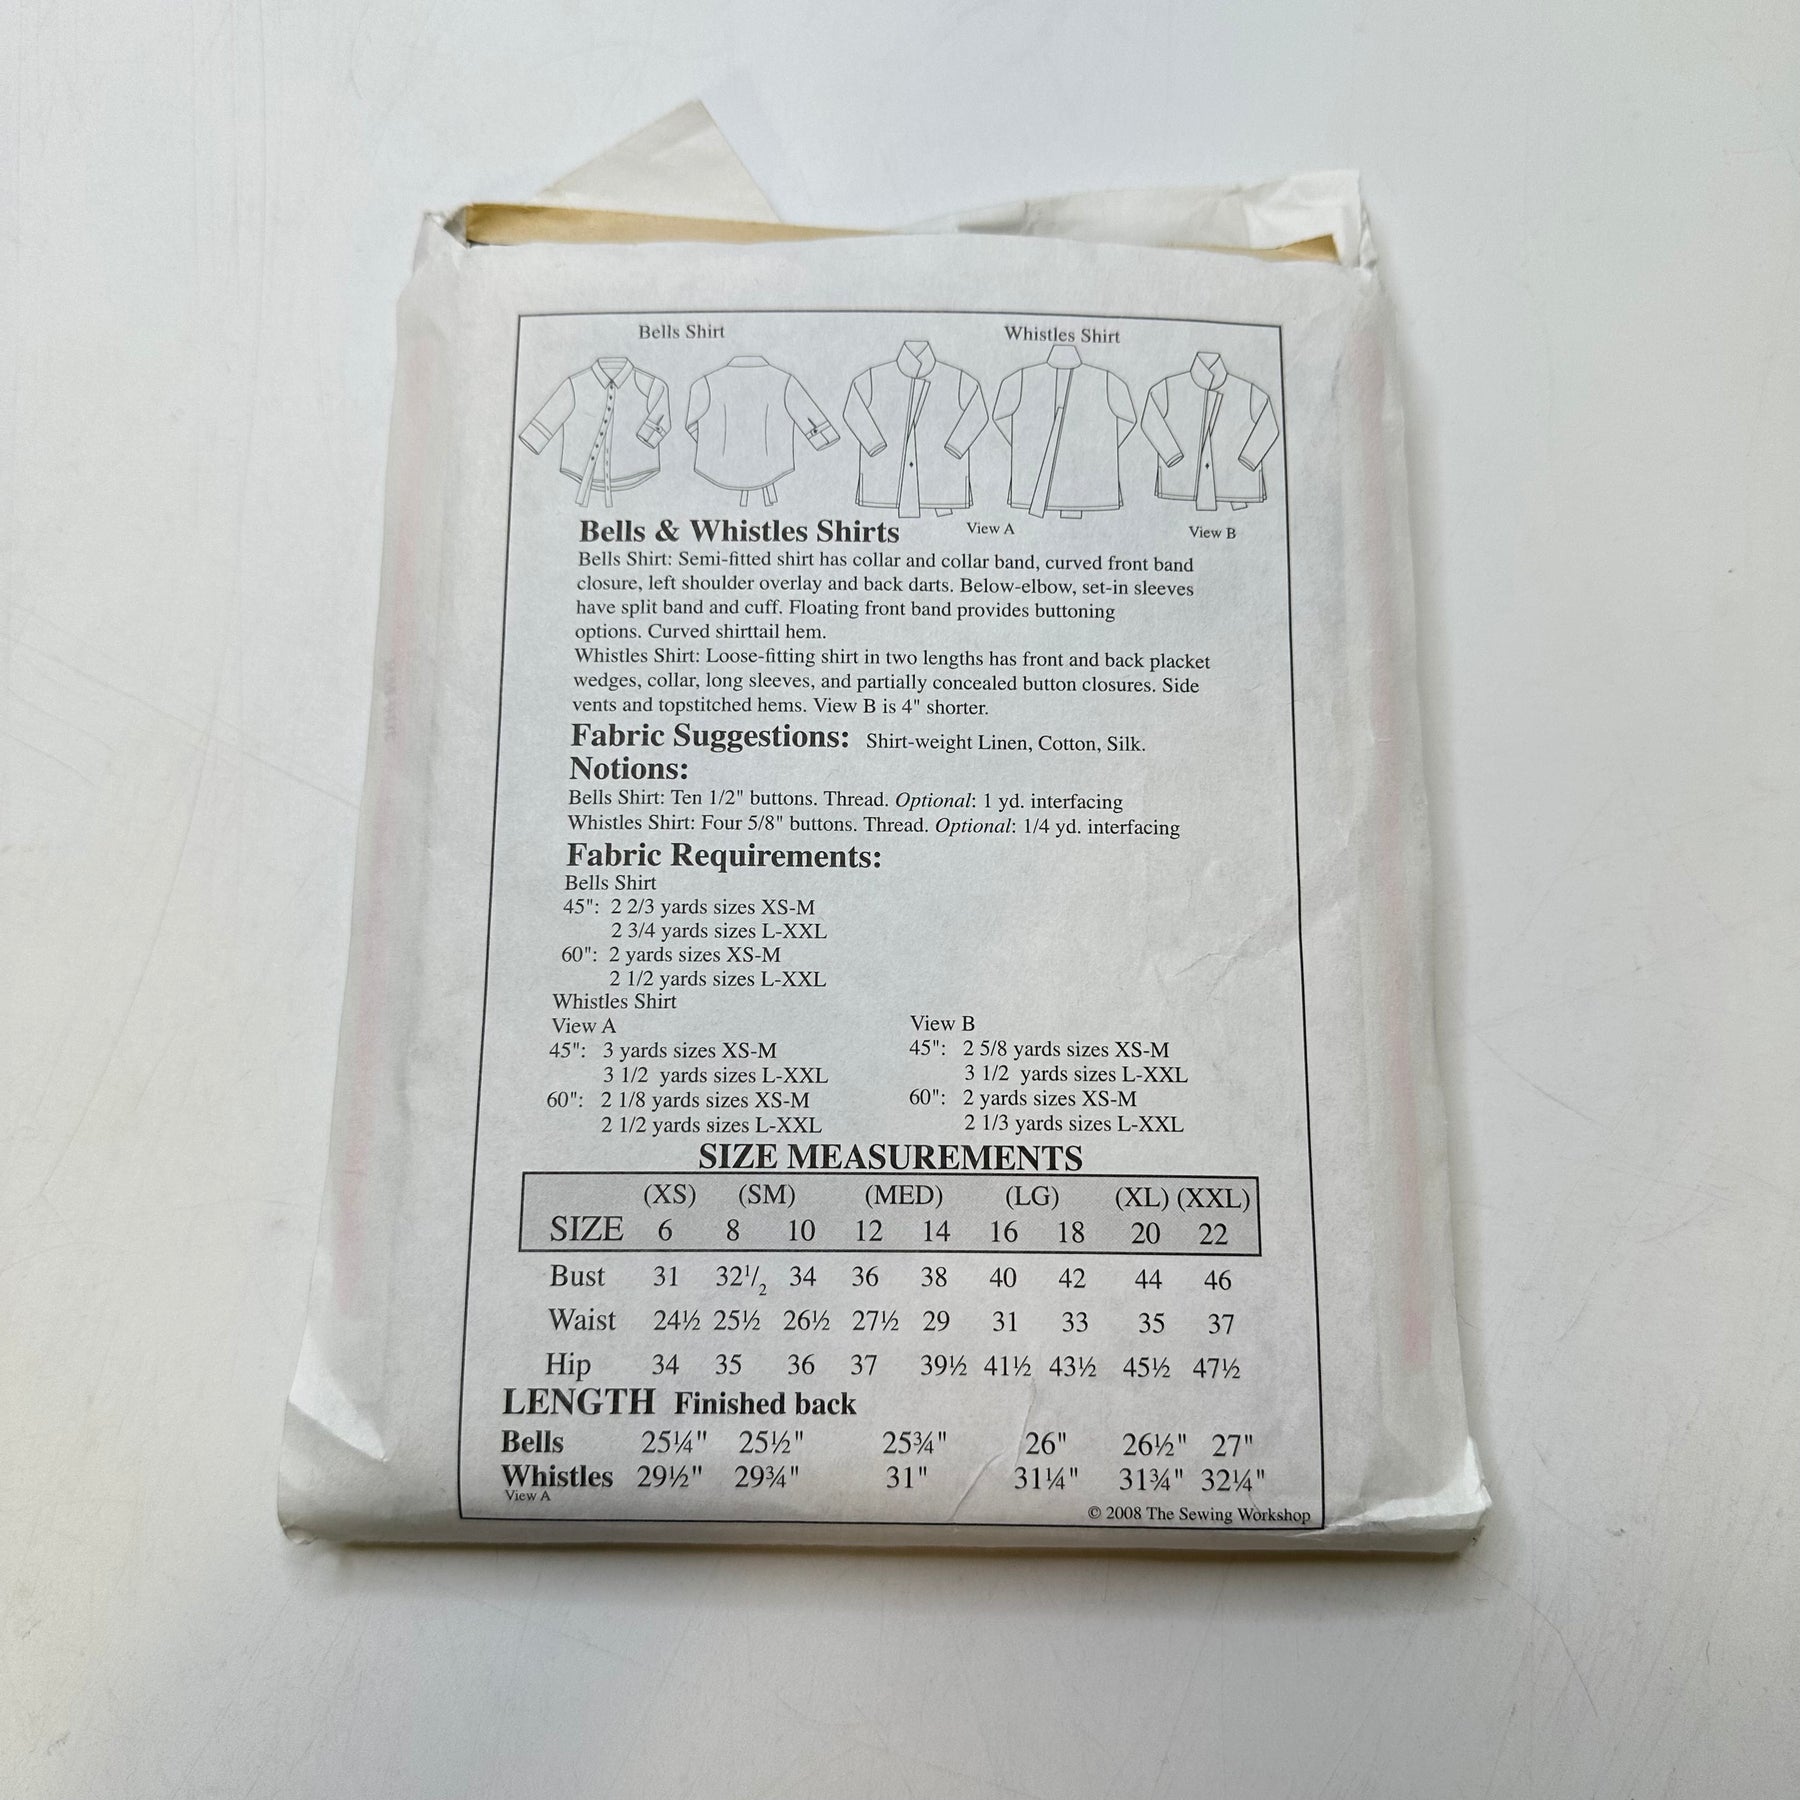 Bells Shirt
Whistles Shirt
View A
View B
Bells & Whistles Shirts
Bells Shirt: Semi-fitted shirt has collar and collar band, curved front band
closure, left shoulder overlay and back darts. Below-elbow, set-in sleeves
have split band and cuff. Floating front band provides buttoning
options. Curved shirttail hem.
Whistles Shirt: Loose-fitting shirt in two lengths has front and back placket
wedges, collar, long sleeves, and partially concealed button closures. Side
vents and topstitched hems. View B is 4" shorter.
Fabric Suggestions: Shirt-weight Linen, Cotton, Silk.
Notions:
Bells Shirt: Ten 1/2" buttons. Thread. Optional: 1 yd. interfacing
Whistles Shirt: Four 5/8" buttons. Thread. Optional: 1/4 yd. interfacing
Fabric Requirements:
Bells Shirt
45": 2 2/3 yards sizes XS-M
2 3/4 yards sizes L-XXL
60": 2 yards sizes XS-M
2 1/2 yards sizes L-XXL
Whistles Shirt
View A
45": 3 yards sizes XS-M
3 1/2 yards sizes L-XXL
60": 2 1/8 yards sizes XS-M
2 1/2 yards sizes L-XXL
View B
45": 2 5/8 yards sizes XS-M
3 1/2 yards sizes L-XXL
60": 2 yards sizes XS-M
2 1/3 yards sizes L-XXL
SIZE MEASUREMENTS
(XS) (SM) (MED) (LG) (XL) (XXL)
SIZE 6 8 10 12 14 16 18 20 22
Bust 31 32 1/2 34 36 38 40 42 44 46
Waist 24½ 25½ 26½ 27½ 29 31 33 35 37
Hip 34 35 36 37 39½ 41½ 43½ 45½ 47½
LENGTH Finished back
Bells 25¼" 25½" 25¾" 26" 26½" 27"
Whistles 29½" 29¾" 31" 31¼" 31¾" 32¼"
View A
© 2008 The Sewing Workshop